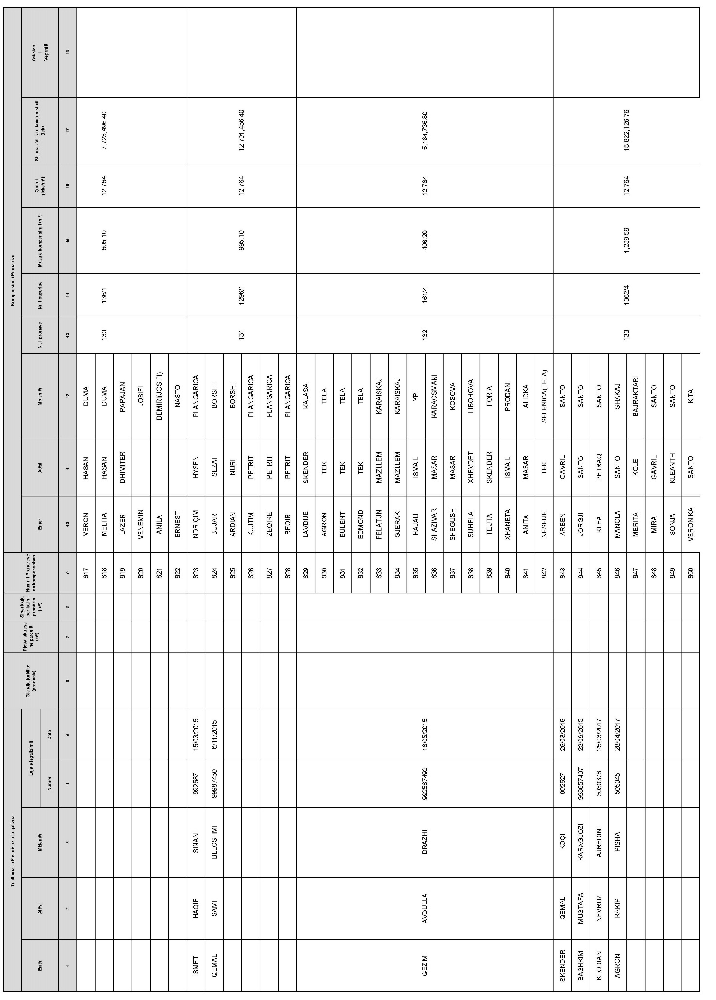 Të dhënat e Pasurisë së Legalizuar Kompensimi i Pronarëve
Emër Atësi Mbiemër Leja e legalizimit Gjendja juridike (pronesia) Pjesa takuese në parcelë (m²) Sipërfaqja për kalim pronësie (m²) Numri i Pronareve qe kompensohen Emër Atësi Mbiemër Nr. i pronave Nr. i pasurisë Masa e kompensimit (m²) Çmimi (leke/m²) Shuma - Vlera e kompensimit (lek) Seksioni i Veçantë
Numer Date
1 2 3 4 5 6 7 8 9 10 11 12 13 14 15 16 17 18
817 VERON HASAN DUMA
818 MELITA HASAN DUMA 130 136/1 605.10 12,764 7,723,496.40
819 LAZER DHIMITER PAPAJANI
820 VENEMIN JOSIFI
821 ANILA DEMIRI(JOSIFI)
822 ERNEST NASTO
ISMET HAQIF SINANI 992587 15/03/2015 823 NDRIÇIM HYSEN PLANGARICA
QEMAL SAMI BLLOSHMI 99987450 6/11/2015 824 BUJAR SEZAI BORSHI
825 ARDIAN NURI BORSHI
131 1296/1 995.10 12,764 12,701,456.40
826 KUJTIM PETRIT PLANGARICA
827 ZEQIRE PETRIT PLANGARICA
828 BEQIR PETRIT PLANGARICA
829 LAVDIJE SKENDER KALASA
830 AGRON TEKI TELA
831 BULENT TEKI TELA
832 EDMOND TEKI TELA
833 FELATUN MAZLLEM KARAISKAJ
834 GJERAK MAZLLEM KARAISKAJ
835 HAJALI ISMAIL YPI
GEZIM AVDULLA DRAZHI 992587492 18/05/2015 132 161/4 406.20 12,764 5,184,736.80
836 SHAZIVAR MASAR KARAOSMANI
837 SHEGUSH MASAR KOSOVA
838 SUHELA XHEVDET LIBOHOVA
839 TEUTA SKENDER FOR A
840 XHANETA ISMAIL PRODANI
841 ANITA MASAR ALICKA
842 NESFIJE TEKI SELENICA(TELA)
SKENDER QEMAL KOÇI 992527 26/03/2015 843 ARBEN GAVRIL SANTO
BASHKIM MUSTAFA KARAGJOZI 998657437 23/09/2015 844 JORGJI SANTO SANTO
KLODIAN NEVRUZ AJREDINI 3030376 25/03/2017 845 KLEA PETRAQ SANTO
AGRON RAKIP PISHA 505045 28/04/2017 846 MANOLA SANTO SHAKAJ
133 1362/4 1,239.59 12,764 15,822,126.76
847 MERITA KOLE BAJRAKTARI
848 MIRA GAVRIL SANTO
849 SONJA KLEANTHI SANTO
850 VERONIKA SANTO KITA